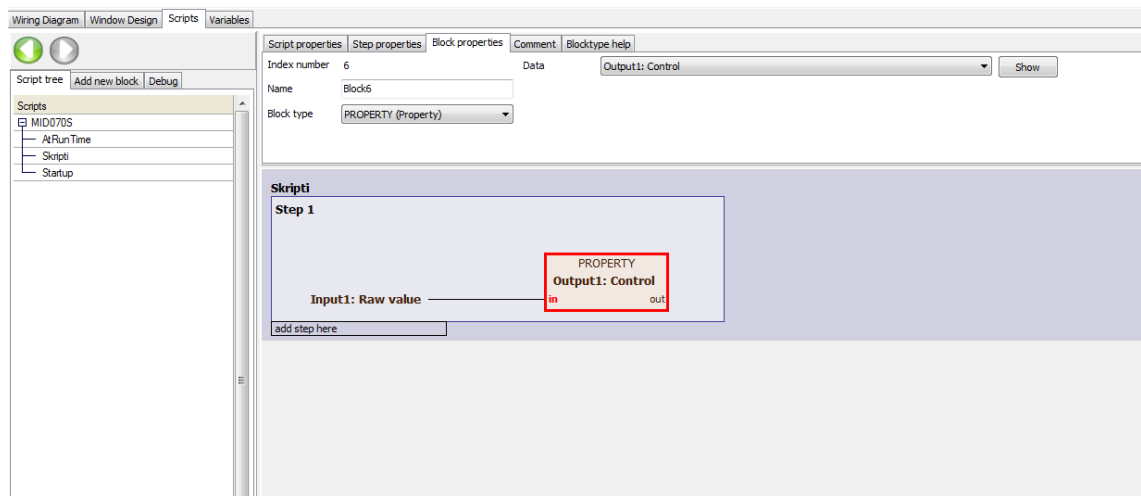 Wiring Diagram Window Design Scripts Variables
Script tree Add new block Debug
Scripts
MID070S
AtRunTime
Skripti
Startup
Script properties Step properties Block properties Comment Blocktype help
Index number 6 Data Output1: Control Show
Name Block6
Block type PROPERTY (Property)
Skripti
Step 1
PROPERTY
Output1: Control
Input1: Raw value in out
add step here